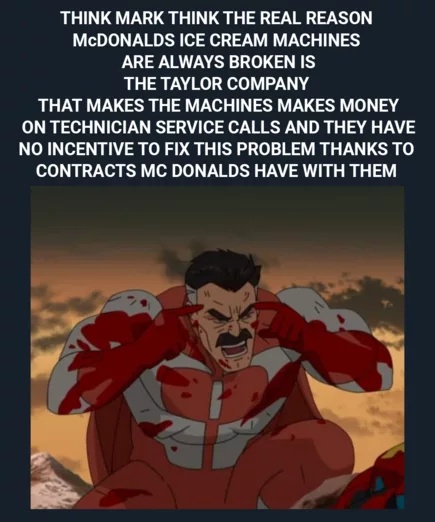 THINK MARK THINK THE REAL REASON
McDONALDS ICE CREAM MACHINES
ARE ALWAYS BROKEN IS
THE TAYLOR COMPANY
THAT MAKES THE MACHINES MAKES MONEY
ON TECHNICIAN SERVICE CALLS AND THEY HAVE
NO INCENTIVE TO FIX THIS PROBLEM THANKS TO
CONTRACTS MC DONALDS HAVE WITH THEM